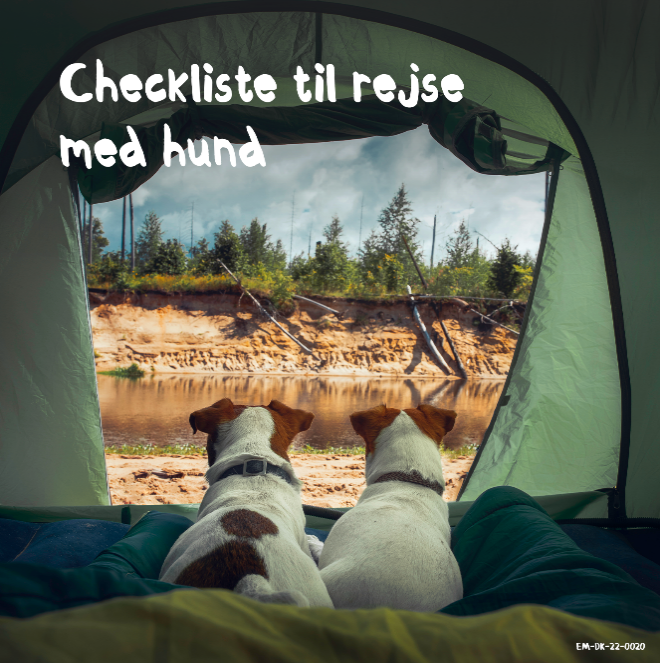 Checkliste til rejse
med hund
EM-DK-22-0020